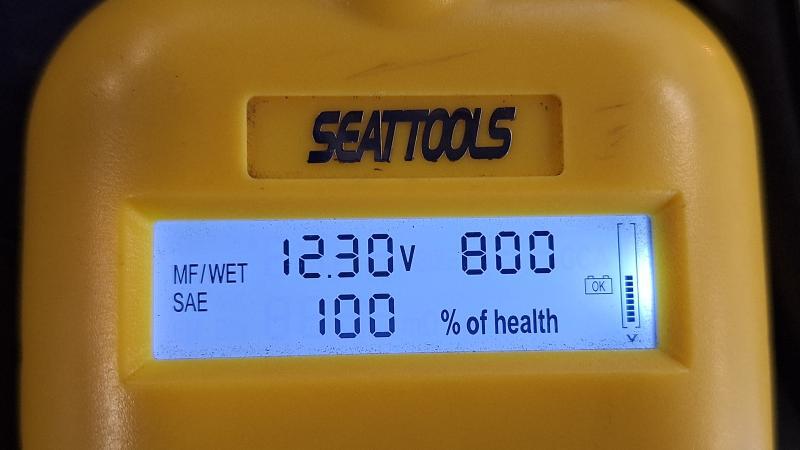 SEATTOOLS
MF/WET 12.30V 800
SAE 100 % of health
OK
V